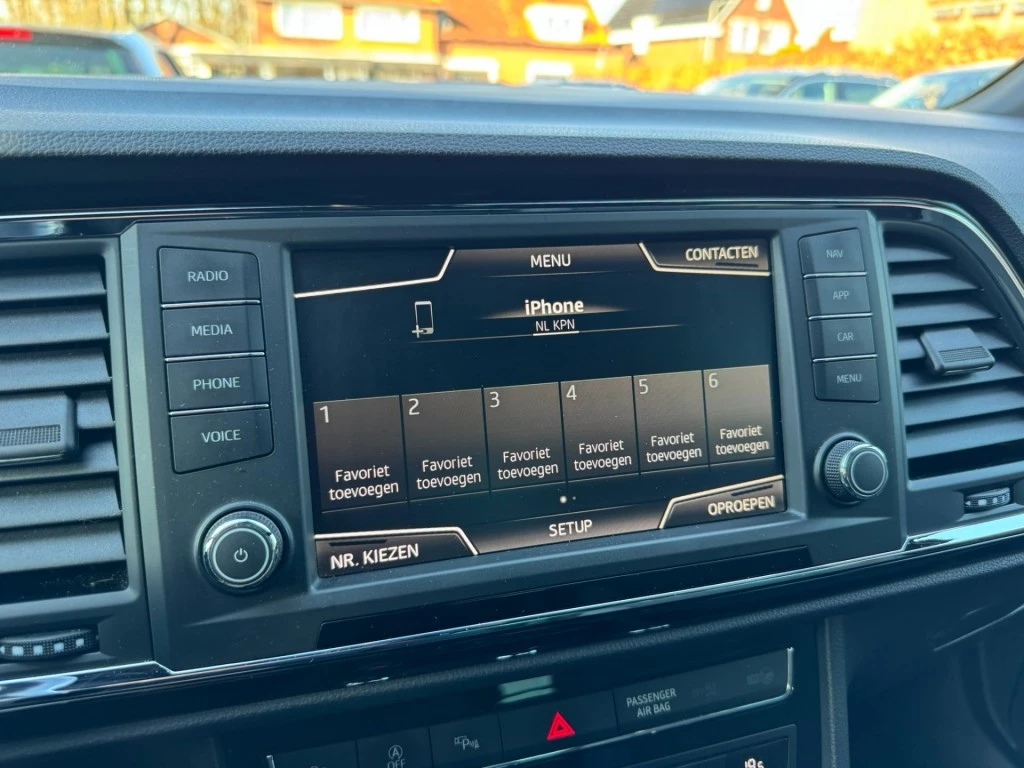 RADIO
MEDIA
PHONE
VOICE
MENU
CONTACTEN
iPhone
NL KPN
1
2
3
4
5
6
Favoriet
toevoegen
Favoriet
toevoegen
Favoriet
toevoegen
Favoriet
toevoegen
Favoriet
toevoegen
Favoriet
toevoegen
NR. KIEZEN
SETUP
OPROEPEN
NAV
APP
CAR
MENU
A
OFF
P
PASSENGER
AIR BAG